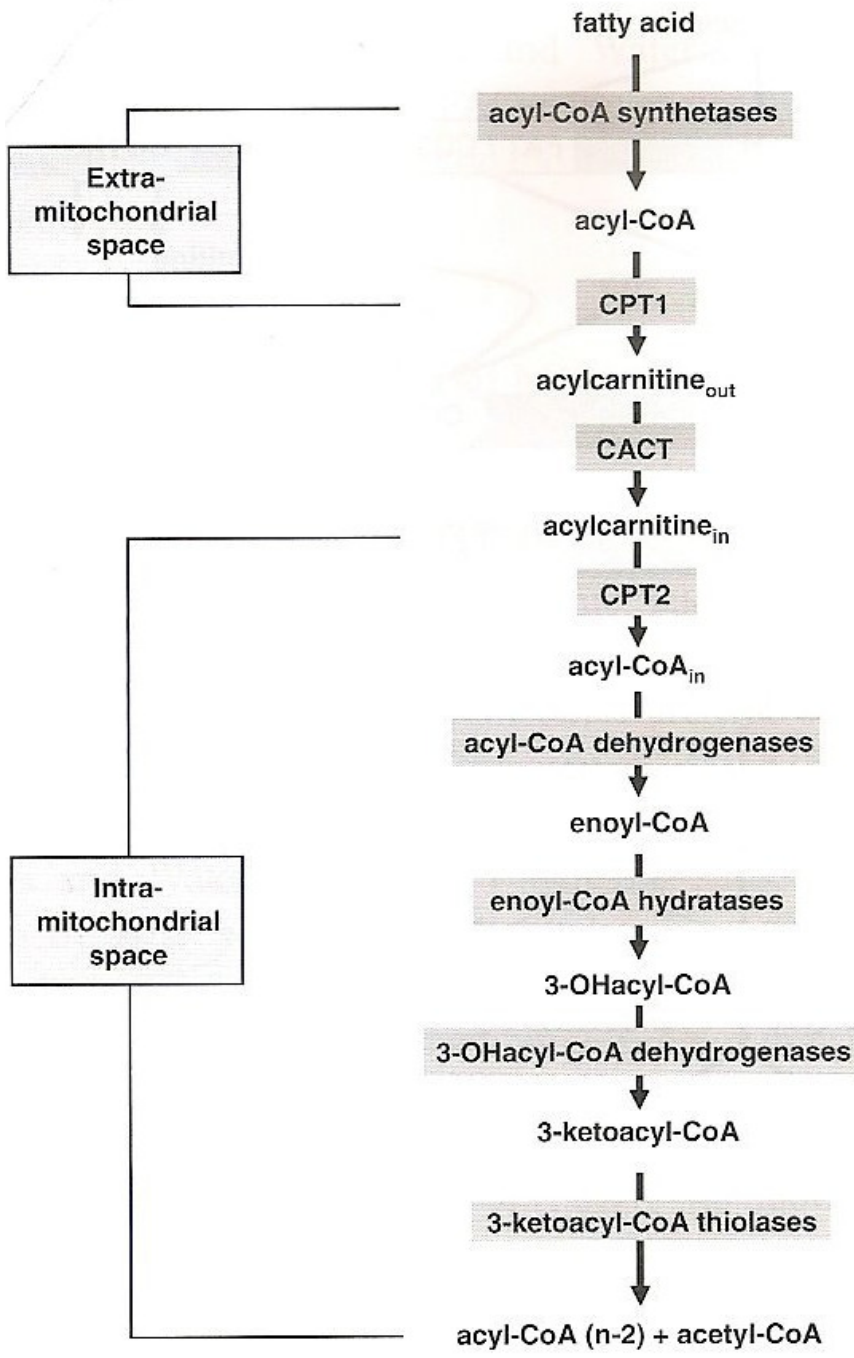 fatty acid
acyl-CoA synthetases
Extra-
mitochondrial
space
acyl-CoA
CPT1
acylcarnitineout
CACT
acylcarnitinein
CPT2
acyl-CoAin
acyl-CoA dehydrogenases
enoyl-CoA
Intra-
mitochondrial
space
enoyl-CoA hydratases
3-OHacyl-CoA
3-OHacyl-CoA dehydrogenases
3-ketoacyl-CoA
3-ketoacyl-CoA thiolases
acyl-CoA (n-2) + acetyl-CoA